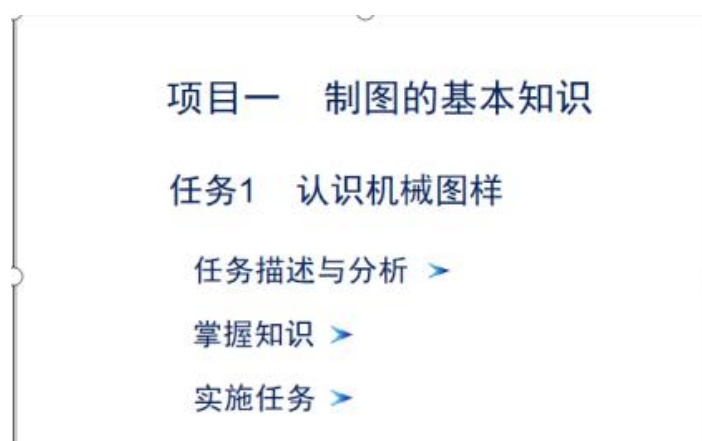 项目一　制图的基本知识
任务1　认识机械图样
任务描述与分析 ➢
掌握知识 ➢
实施任务 ➢